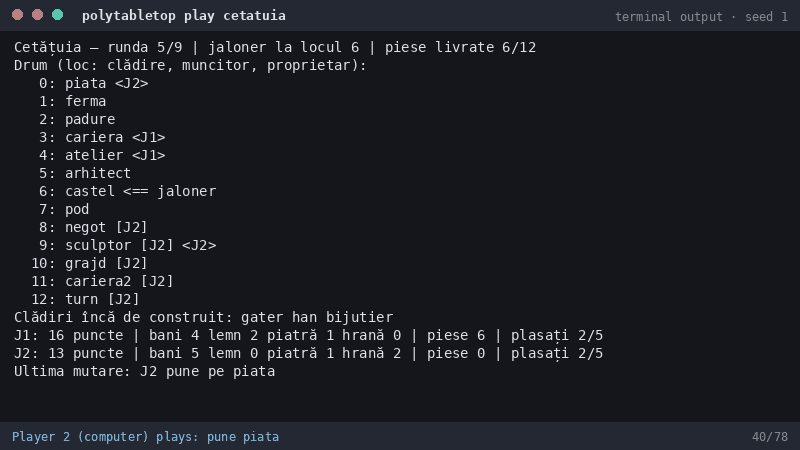 polytabletop play cetatuia
terminal output · seed 1
Cetățuia — runda 5/9 | jaloner la locul 6 | piese livrate 6/12
Drum (loc: clădire, muncitor, proprietar):
0: piata <J2>
1: ferma
2: padure
3: cariera <J1>
4: atelier <J1>
5: arhitect
6: castel <== jaloner
7: pod
8: negot [J2]
9: sculptor [J2] <J2>
10: grajd [J2]
11: cariera2 [J2]
12: turn [J2]
Clădiri încă de construit: gater han bijutier
J1: 16 puncte | bani 4 lemn 2 piatră 1 hrană 0 | piese 6 | plasați 2/5
J2: 13 puncte | bani 5 lemn 0 piatră 1 hrană 2 | piese 0 | plasați 2/5
Ultima mutare: J2 pune pe piata
Player 2 (computer) plays: pune piata
40/78